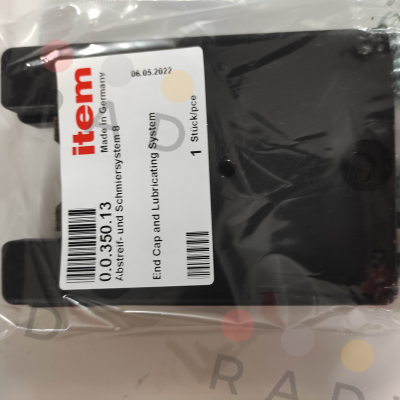 item
Made in Germany
06.05.2022
0.0.350.13
Abstreif- und Schmiersystem 8
End Cap and Lubricating System
1 Stück/pce
RADI